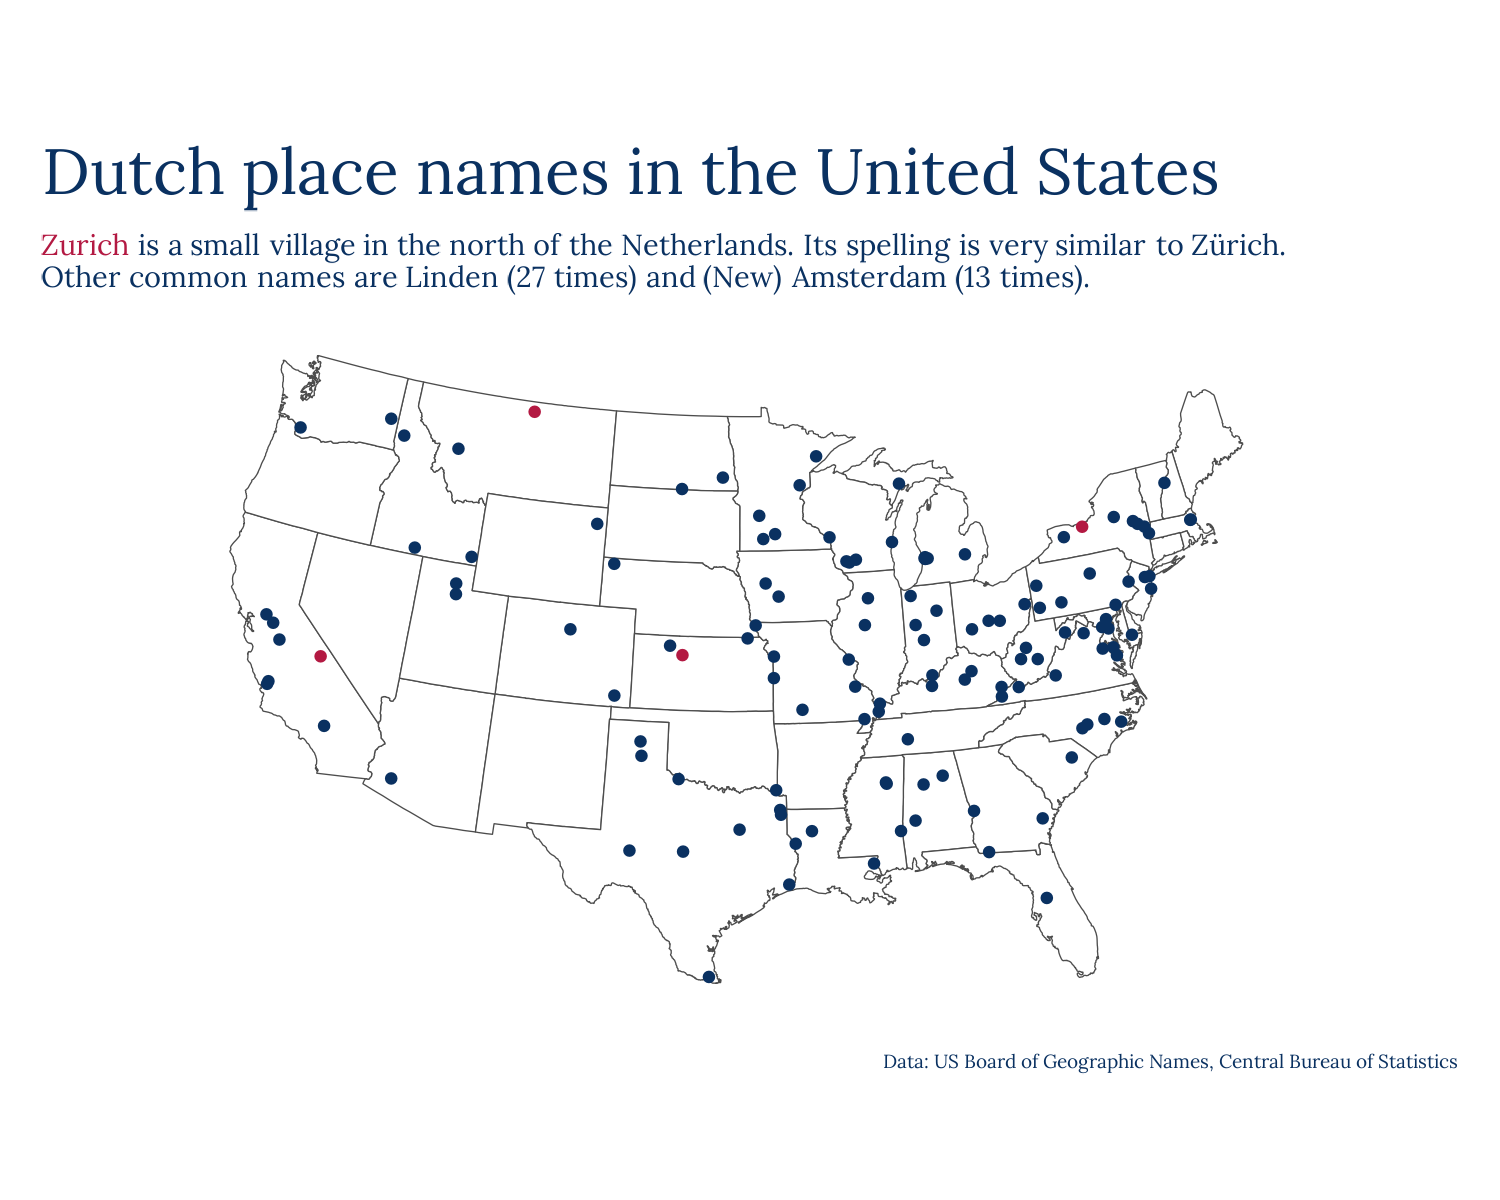 Dutch place names in the United States
Zurich is a small village in the north of the Netherlands. Its spelling is very similar to Zürich.
Other common names are Linden (27 times) and (New) Amsterdam (13 times).
Data: US Board of Geographic Names, Central Bureau of Statistics